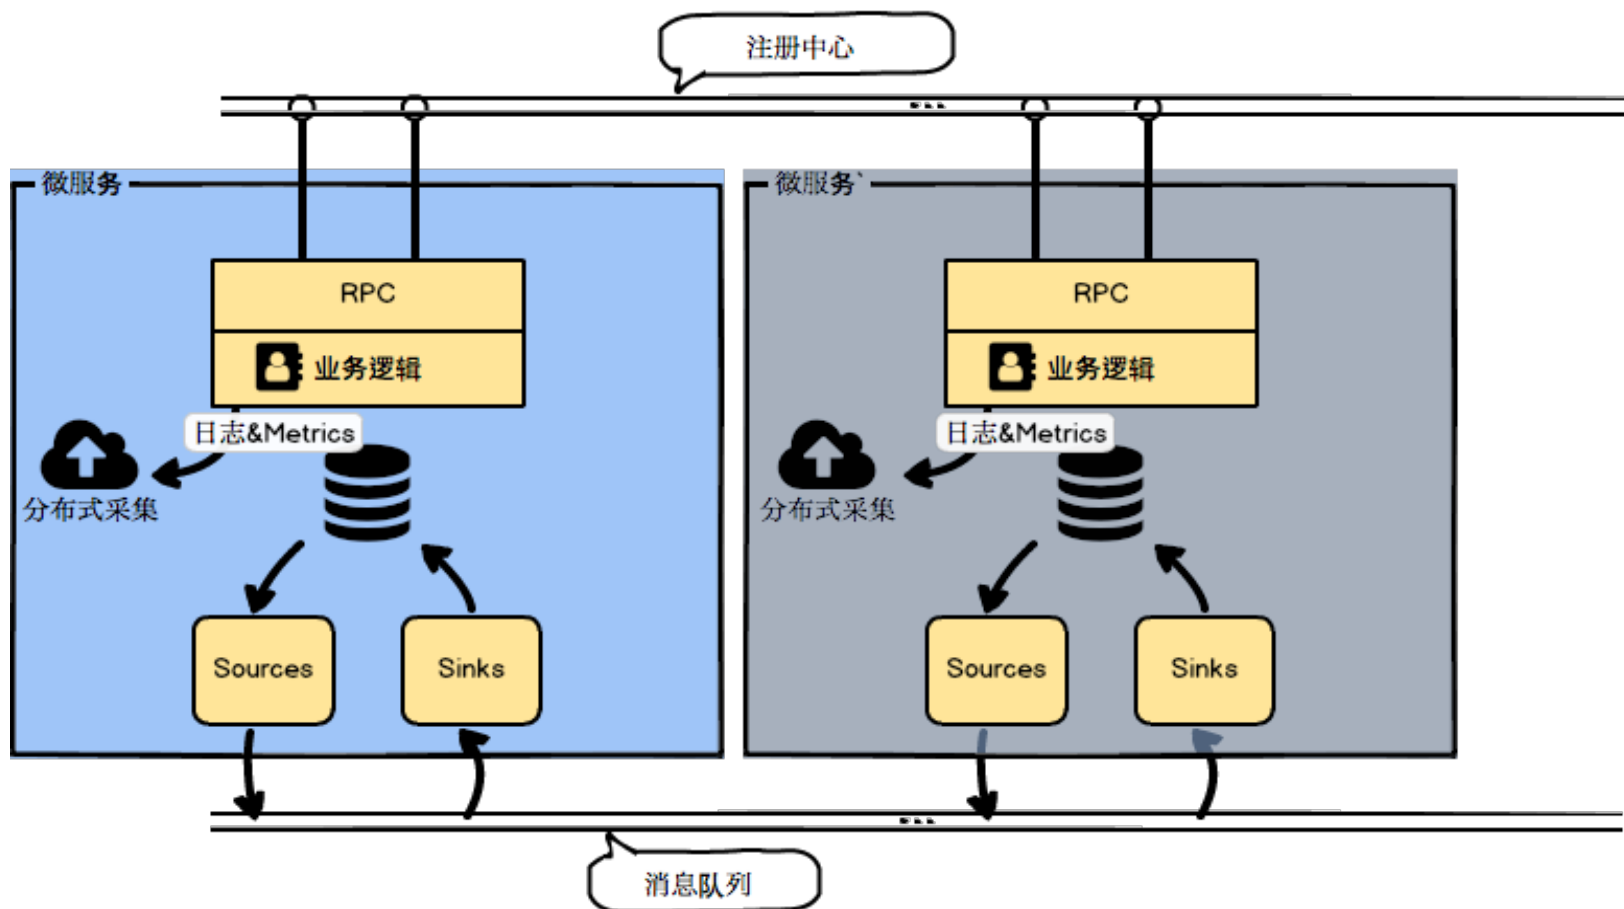 注册中心
微服务
RPC
业务逻辑
日志&Metrics
分布式采集
Sources
Sinks
微服务`
RPC
业务逻辑
日志&Metrics
分布式采集
Sources
Sinks
消息队列